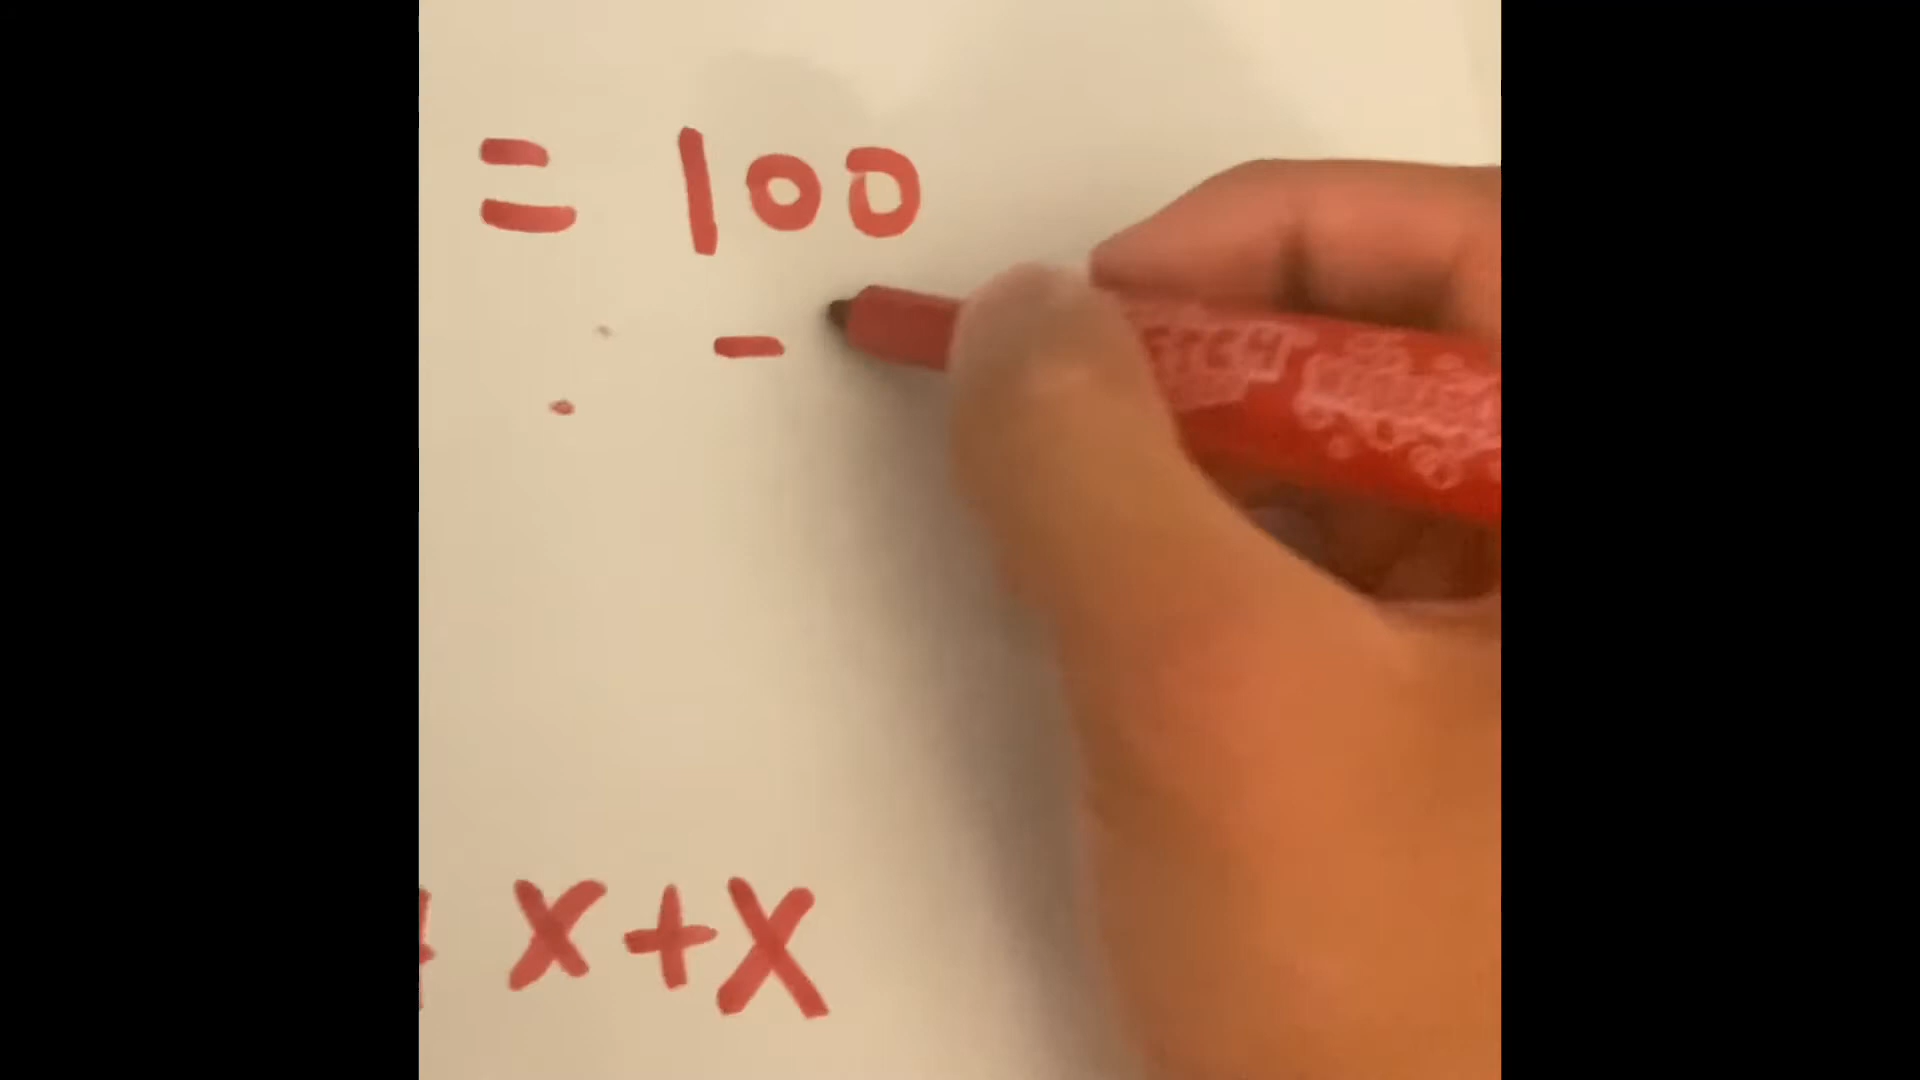 = 100
-
+ x + x